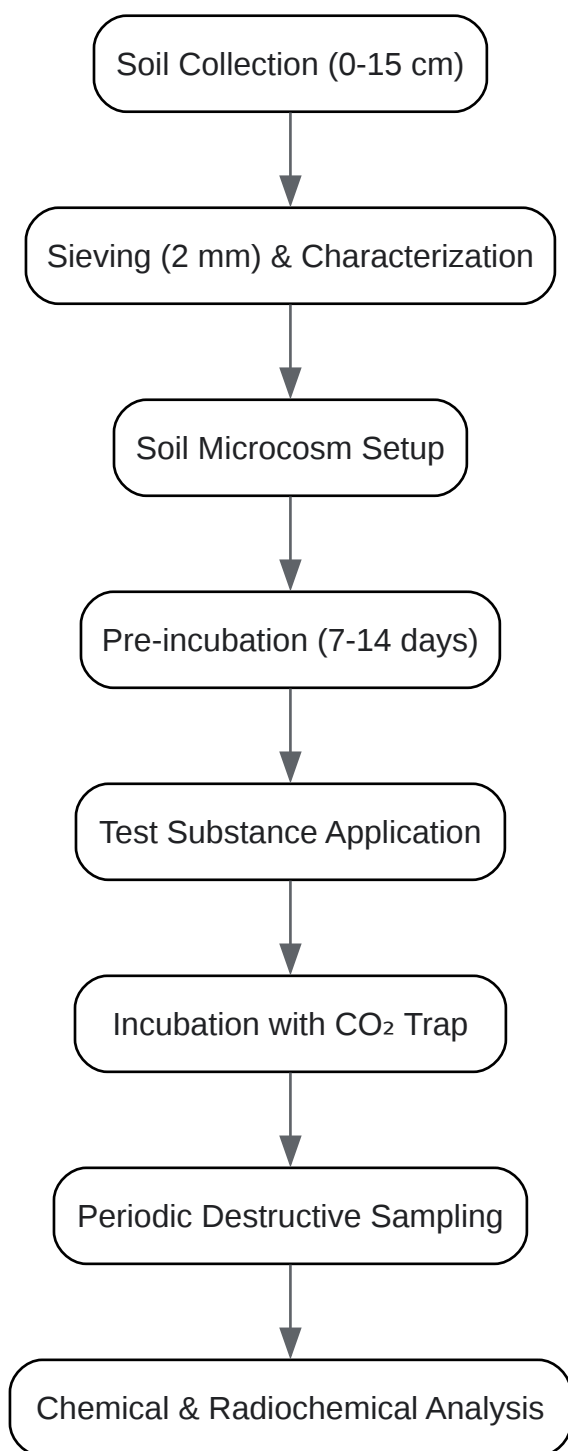 Soil Collection (0-15 cm)
Sieving (2 mm) & Characterization
Soil Microcosm Setup
Pre-incubation (7-14 days)
Test Substance Application
Incubation with CO₂ Trap
Periodic Destructive Sampling
Chemical & Radiochemical Analysis